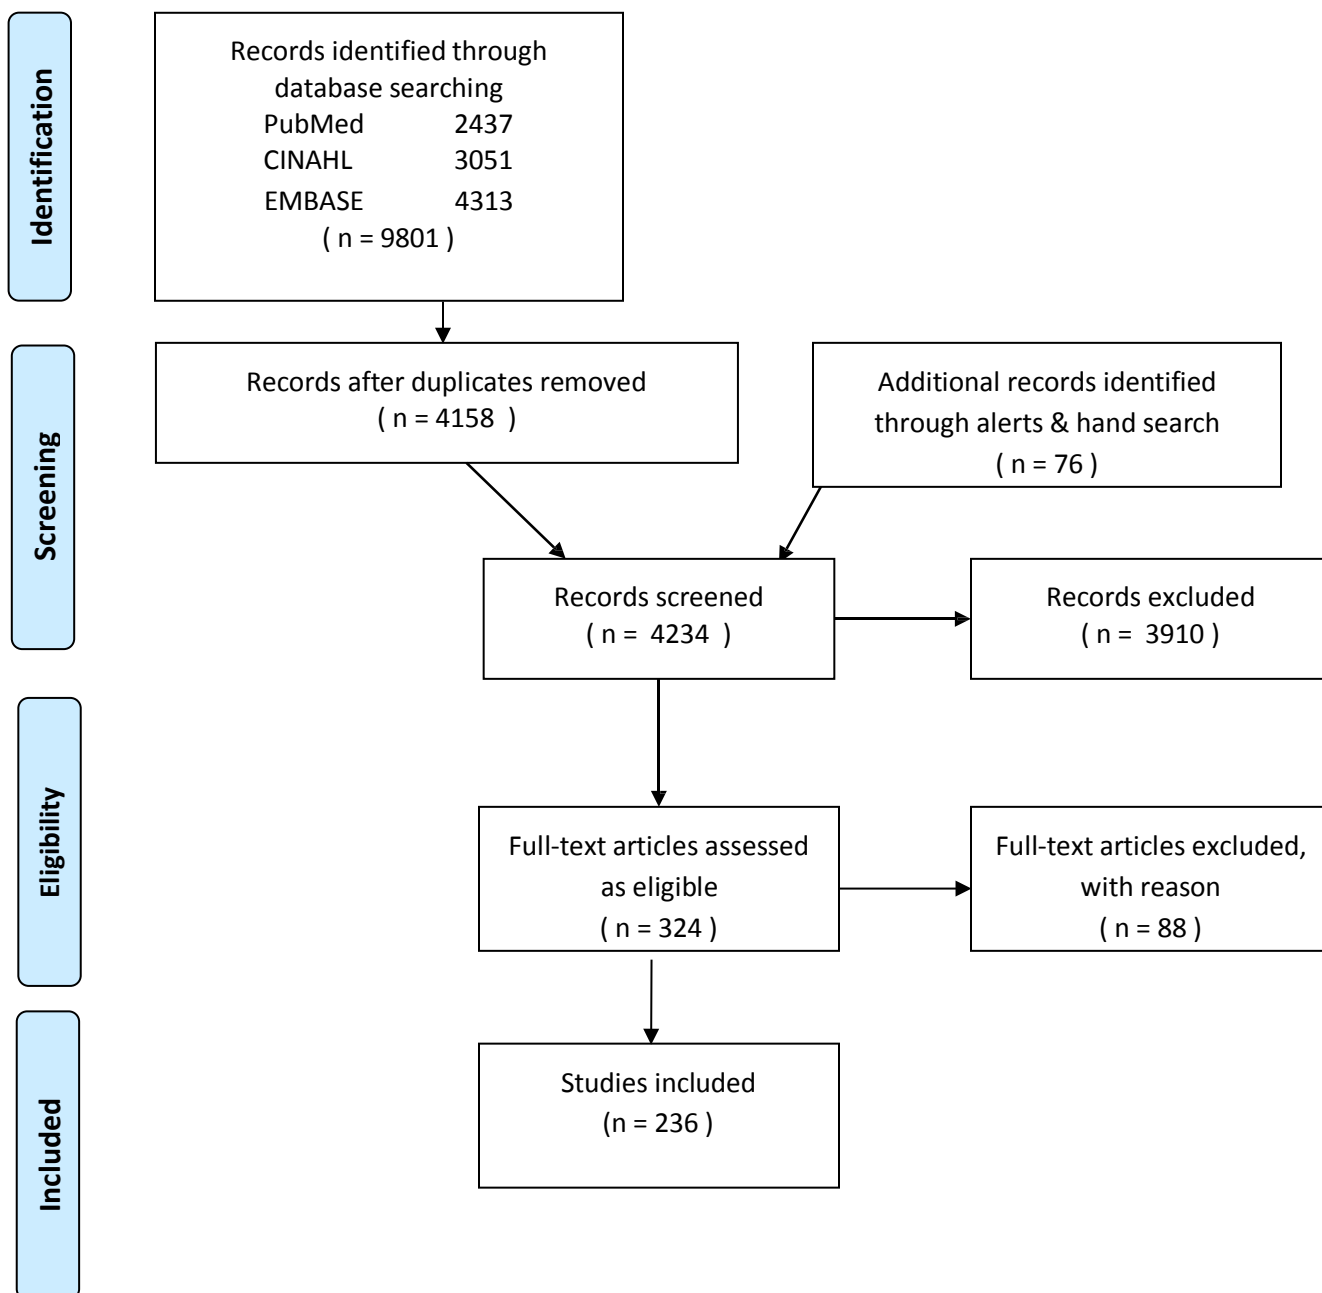 Identification
Records identified through
database searching
PubMed 2437
CINAHL 3051
EMBASE 4313
( n = 9801 )
Screening
Records after duplicates removed
( n = 4158 )
Additional records identified
through alerts & hand search
( n = 76 )
Records screened
( n = 4234 )
Records excluded
( n = 3910 )
Eligibility
Full-text articles assessed
as eligible
( n = 324 )
Full-text articles excluded,
with reason
( n = 88 )
Included
Studies included
(n = 236 )